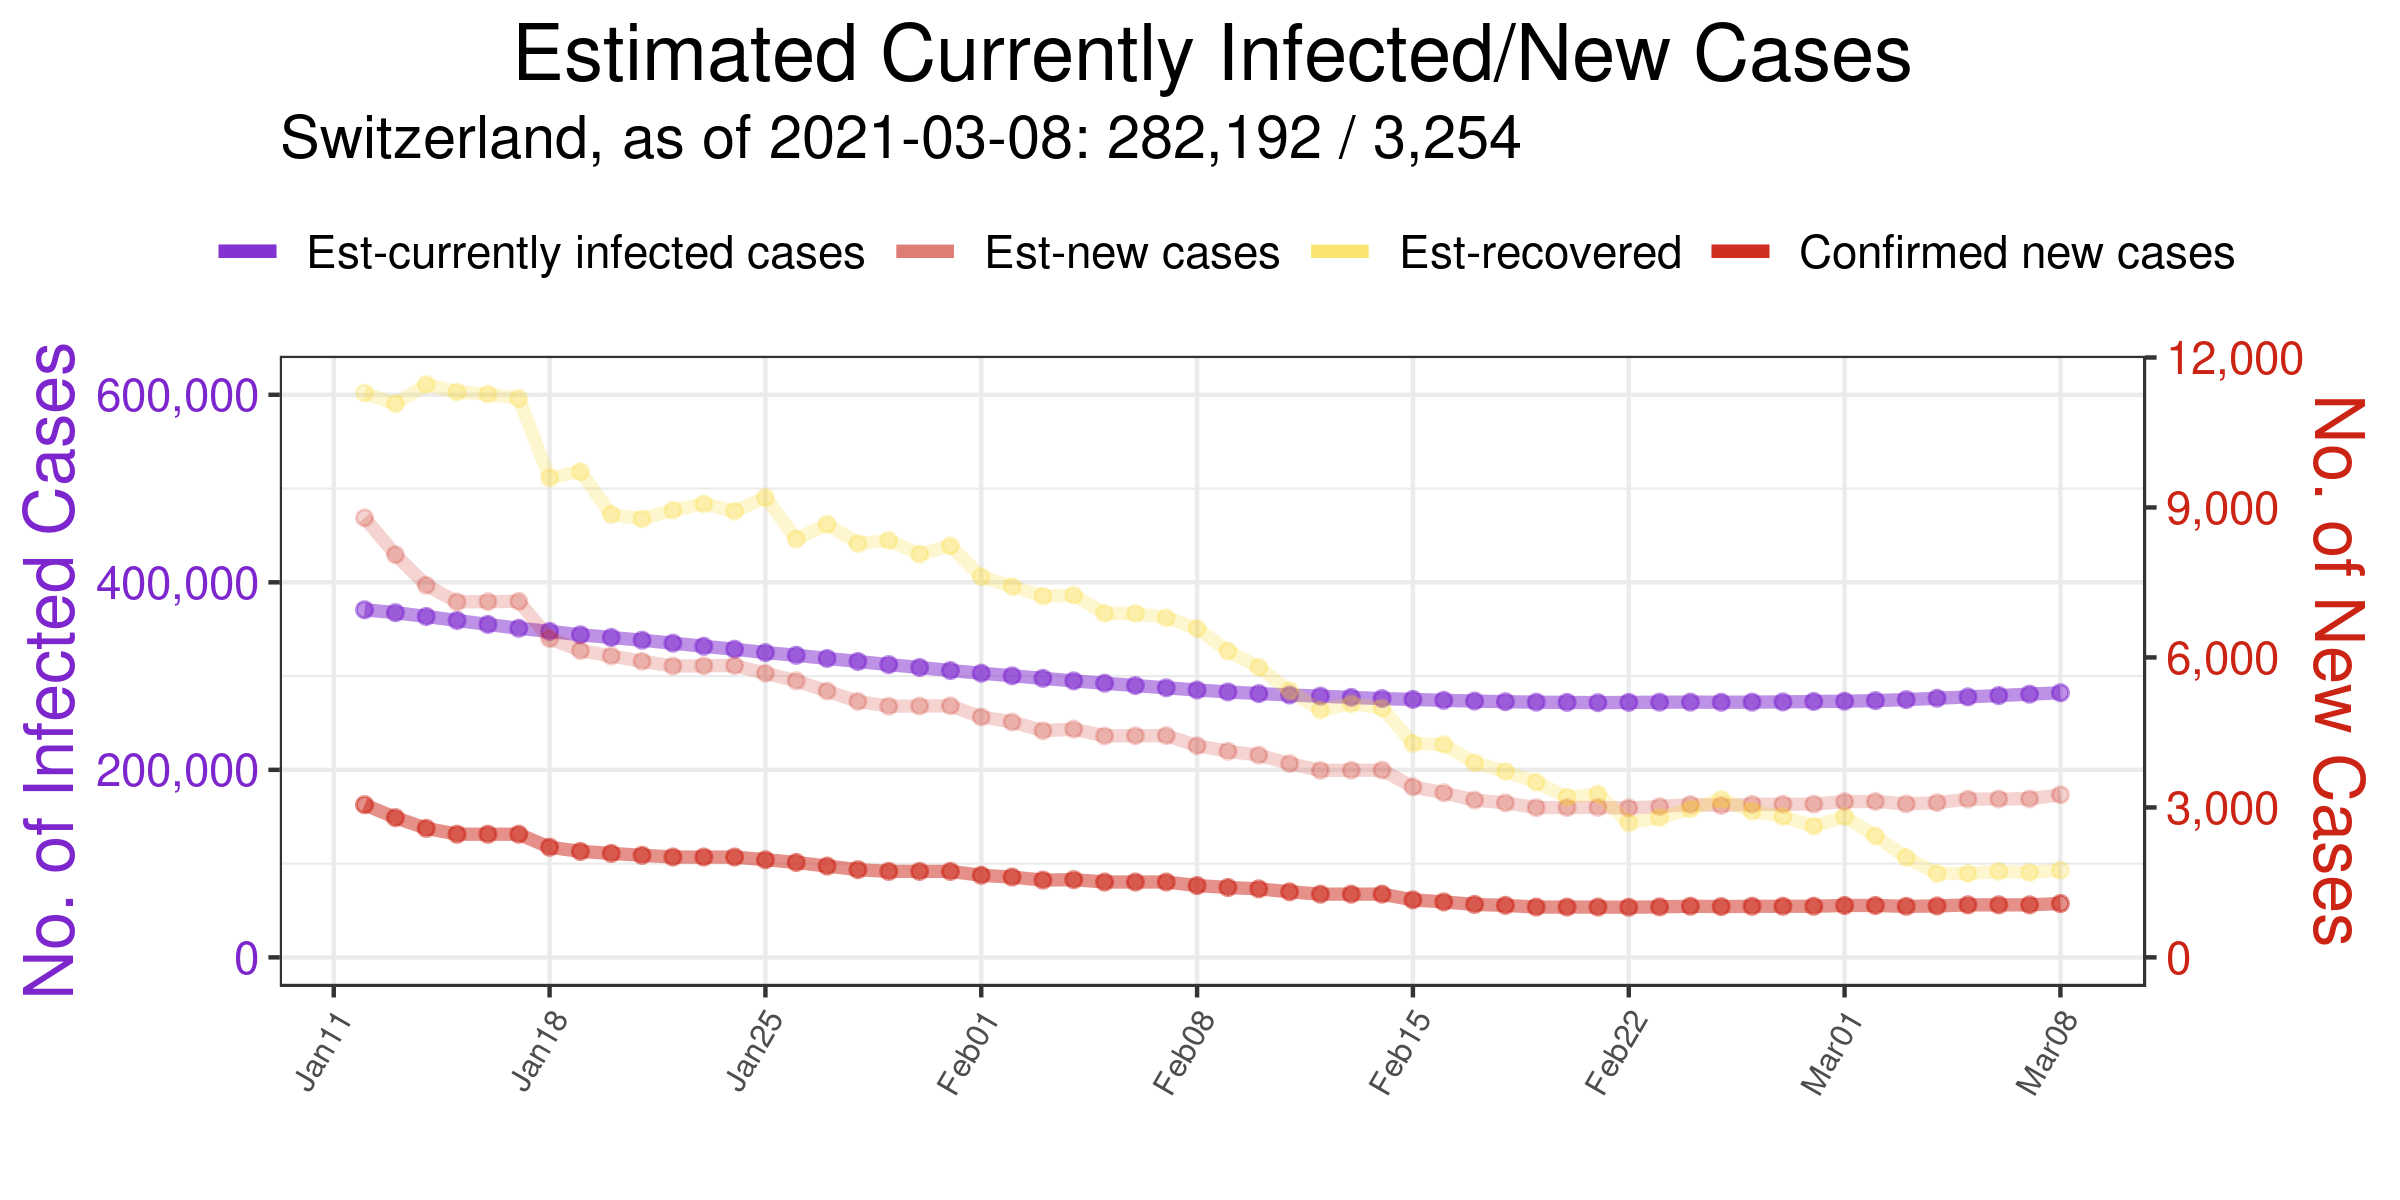 Estimated Currently Infected/New Cases
Switzerland, as of 2021-03-08: 282,192 / 3,254
Est-currently infected cases Est-new cases Est-recovered Confirmed new cases
No. of Infected Cases
600,000
400,000
200,000
0
12,000
9,000
6,000
3,000
0
No. of New Cases
Jan11 Jan18 Jan25 Feb01 Feb08 Feb15 Feb22 Mar01 Mar08